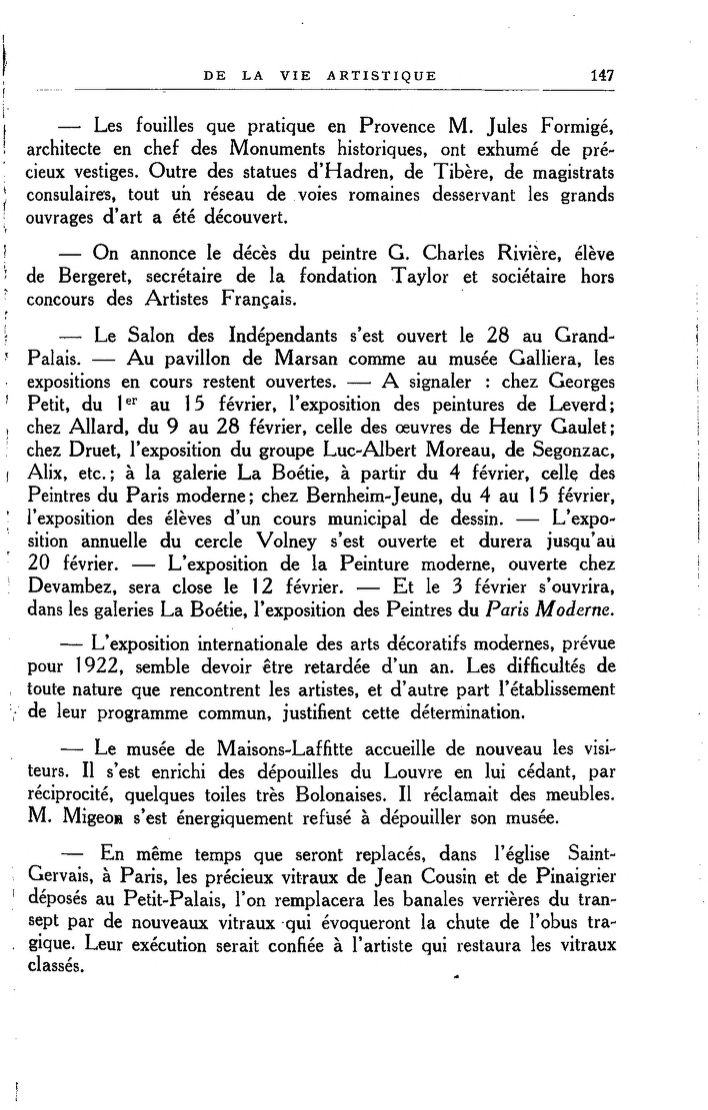 DE LA VIE ARTISTIQUE 147
— Les fouilles que pratique en Provence M. Jules Formigé,
architecte en chef des Monuments historiques, ont exhumé de pré-
cieux vestiges. Outre des statues d'Hadren, de Tibère, de magistrats
consulaires, tout un réseau de voies romaines desservant les grands
ouvrages d'art a été découvert.
— On annonce le décès du peintre G. Charles Rivière, élève
de Bergeret, secrétaire de la fondation Taylor et sociétaire hors
concours des Artistes Français.
— Le Salon des Indépendants s'est ouvert le 28 au Grand-
Palais. — Au pavillon de Marsan comme au musée Galliera, les
expositions en cours restent ouvertes. — A signaler : chez Georges
Petit, du 1er au 15 février, l'exposition des peintures de Leverd;
chez Allard, du 9 au 28 février, celle des œuvres de Henry Gaulet;
chez Druet, l'exposition du groupe Luc-Albert Moreau, de Segonzac,
Alix, etc.; à la galerie La Boétie, à partir du 4 février, celle des
Peintres du Paris moderne; chez Bernheim-Jeune, du 4 au 15 février,
l'exposition des élèves d'un cours municipal de dessin. — L'expo-
sition annuelle du cercle Volney s'est ouverte et durera jusqu'au
20 février. — L'exposition de la Peinture moderne, ouverte chez
Devambez, sera close le 12 février. — Et le 3 février s'ouvrira,
dans les galeries La Boétie, l'exposition des Peintres du Paris Moderne.
— L'exposition internationale des arts décoratifs modernes, prévue
pour 1922, semble devoir être retardée d'un an. Les difficultés de
toute nature que rencontrent les artistes, et d'autre part l'établissement
de leur programme commun, justifient cette détermination.
— Le musée de Maisons-Laffitte accueille de nouveau les visi-
teurs. Il s'est enrichi des dépouilles du Louvre en lui cédant, par
réciprocité, quelques toiles très Bolonaises. Il réclamait des meubles.
M. Migeon s'est énergiquement refusé à dépouiller son musée.
— En même temps que seront replacés, dans l'église Saint-
Gervais, à Paris, les précieux vitraux de Jean Cousin et de Pinaigrier
déposés au Petit-Palais, l'on remplacera les banales verrières du tran-
sept par de nouveaux vitraux qui évoqueront la chute de l'obus tra-
gique. Leur exécution serait confiée à l'artiste qui restaura les vitraux
classés.